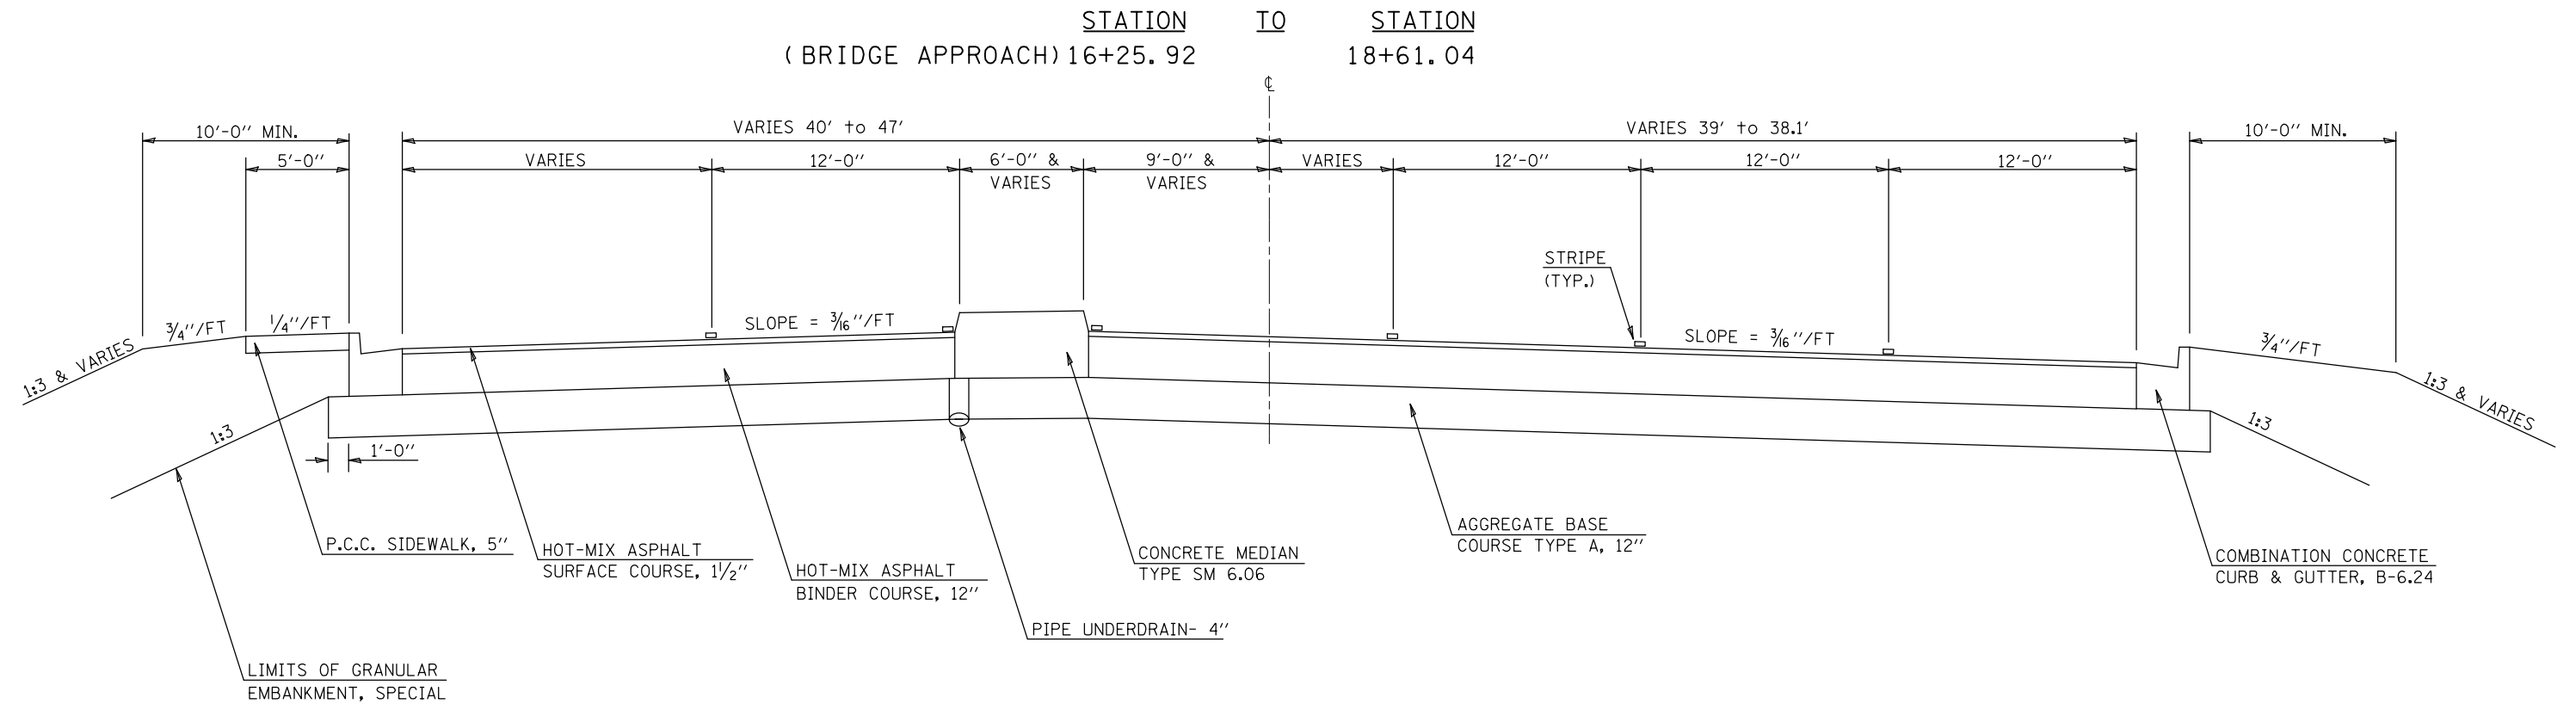 STATION TO STATION
(BRIDGE APPROACH) 16+25.92 18+61.04
℄
10'-0" MIN.
VARIES 40' to 47'
VARIES 39' to 38.1'
10'-0" MIN.
5'-0"
VARIES
12'-0"
6'-0" &
VARIES
9'-0" &
VARIES
VARIES
12'-0"
12'-0"
12'-0"
STRIPE
(TYP.)
1:3 & VARIES
3/4"/FT
1/4"/FT
SLOPE = 3/16"/FT
SLOPE = 3/16"/FT
3/4"/FT
1:3 & VARIES
1:3
1:3
1'-0"
P.C.C. SIDEWALK, 5"
HOT-MIX ASPHALT
SURFACE COURSE, 1 1/2"
HOT-MIX ASPHALT
BINDER COURSE, 12"
CONCRETE MEDIAN
TYPE SM 6.06
AGGREGATE BASE
COURSE TYPE A, 12"
COMBINATION CONCRETE
CURB & GUTTER, B-6.24
PIPE UNDERDRAIN- 4"
LIMITS OF GRANULAR
EMBANKMENT, SPECIAL